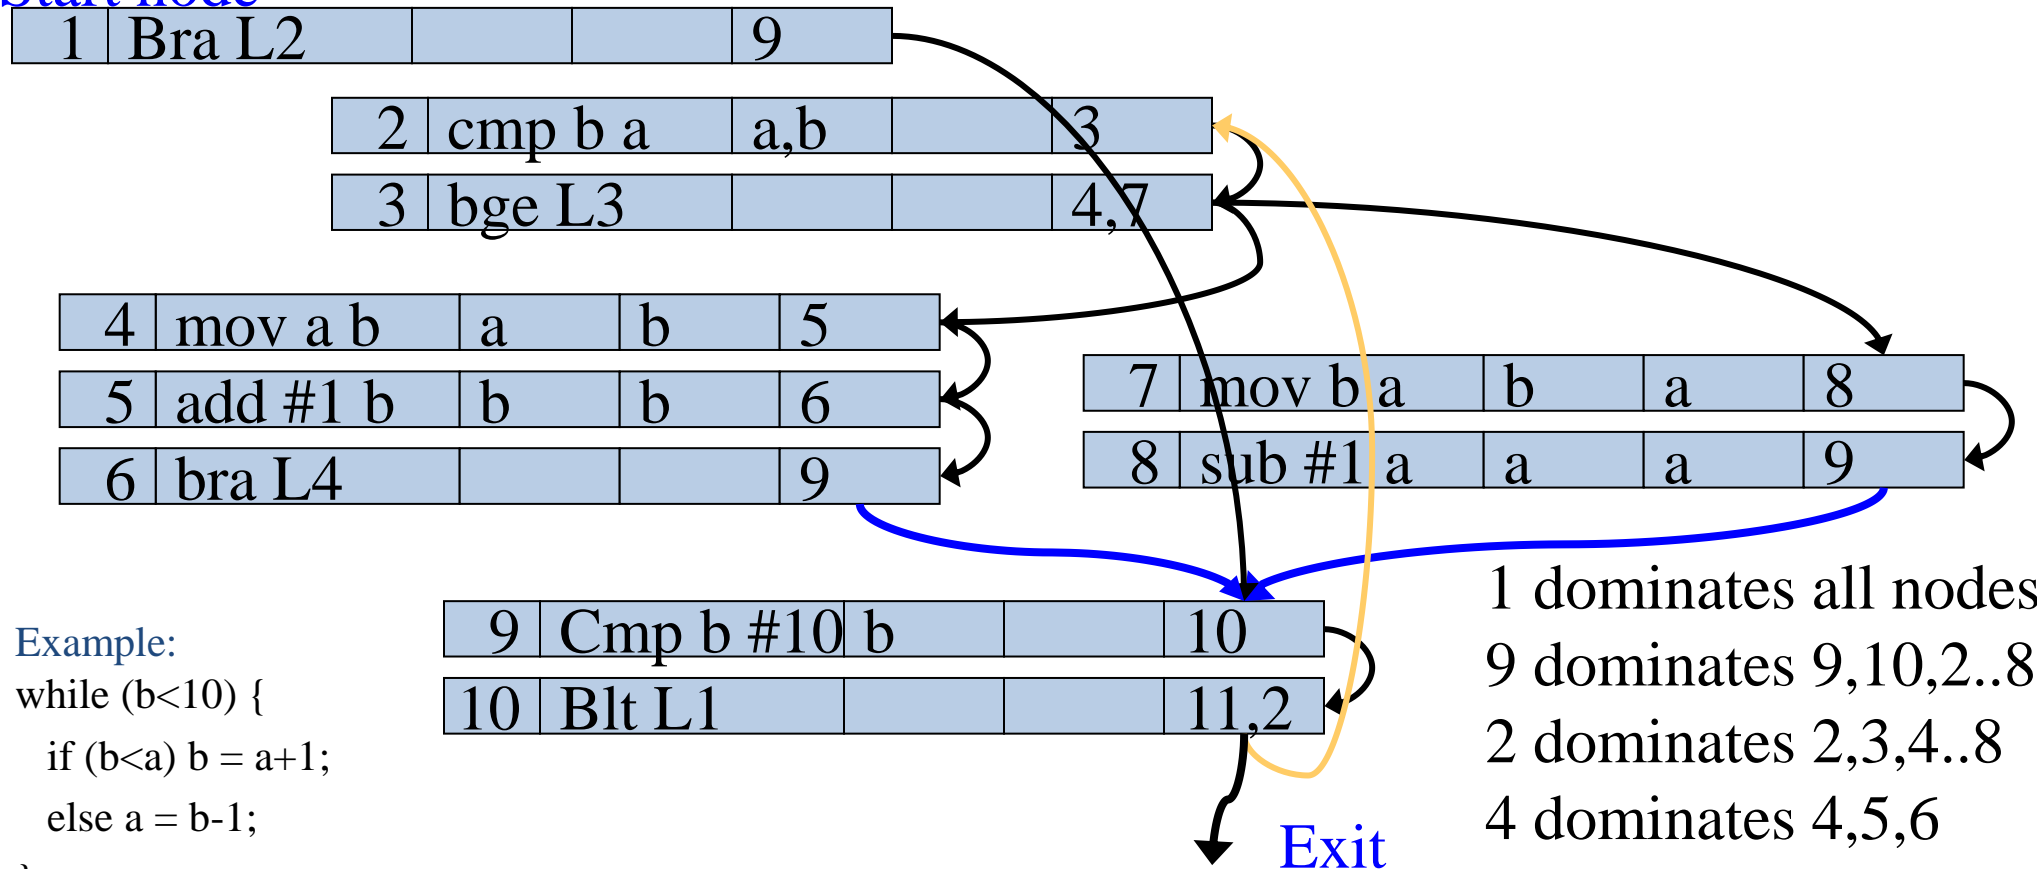 Start node
1 Bra L2 9
2 cmp b a a,b 3
3 bge L3 4,7
4 mov a b a b 5
5 add #1 b b b 6
6 bra L4 9
7 mov b a b a 8
8 sub #1 a a a 9
9 Cmp b #10 b 10
10 Blt L1 11,2
Exit
Example:
while (b<10) {
if (b<a) b = a+1;
else a = b-1;
}
1 dominates all nodes
9 dominates 9,10,2..8
2 dominates 2,3,4..8
4 dominates 4,5,6